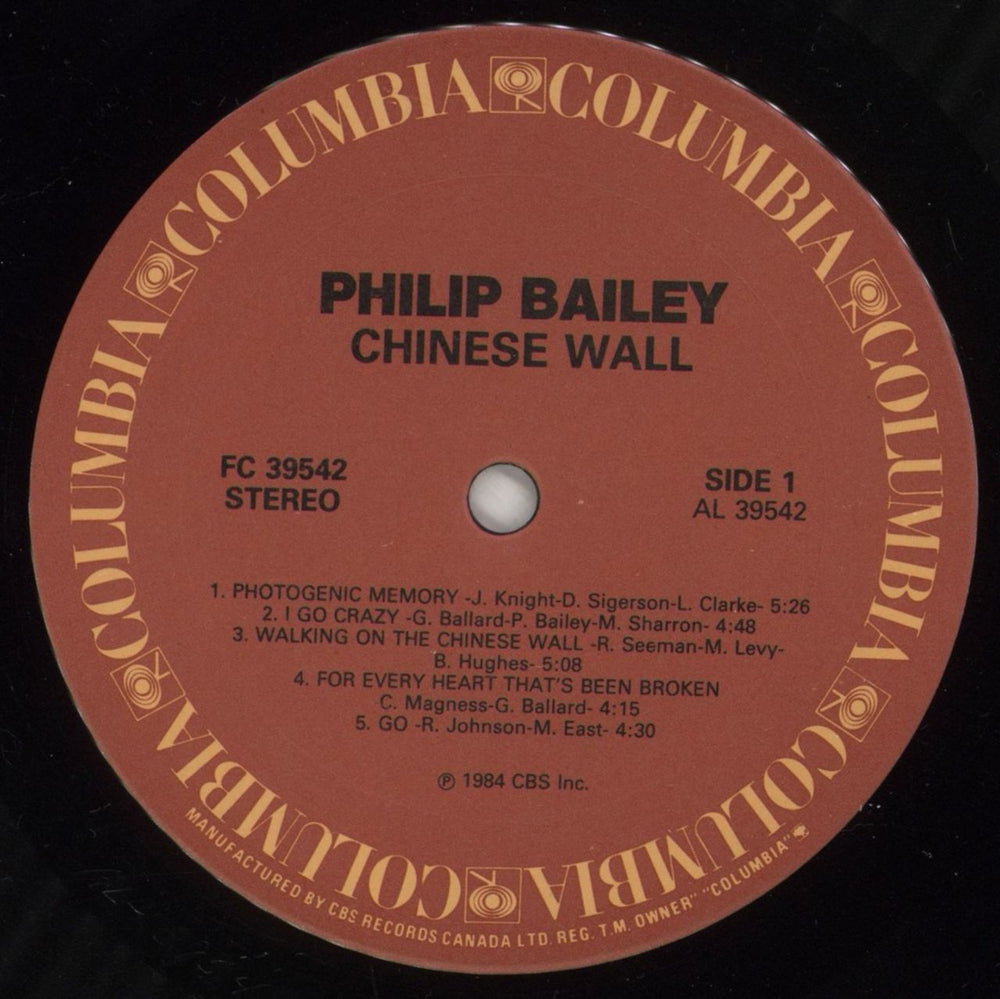 COLUMBIA COLUMBIA COLUMBIA COLUMBIA COLUMBIA COLUMBIA COLUMBIA COLUMBIA
PHILIP BAILEY
CHINESE WALL
FC 39542
STEREO
SIDE 1
AL 39542
1. PHOTOGENIC MEMORY -J. Knight-D. Sigerson-L. Clarke- 5:26
2. I GO CRAZY -G. Ballard-P. Bailey-M. Sharron- 4:48
3. WALKING ON THE CHINESE WALL -R. Seeman-M. Levy-
B. Hughes- 5:08
4. FOR EVERY HEART THAT'S BEEN BROKEN
C. Magness-G. Ballard- 4:15
5. GO -R. Johnson-M. East- 4:30
℗ 1984 CBS Inc.
MANUFACTURED BY CBS RECORDS CANADA LTD. REG. T.M. OWNER" "COLUMBIA"